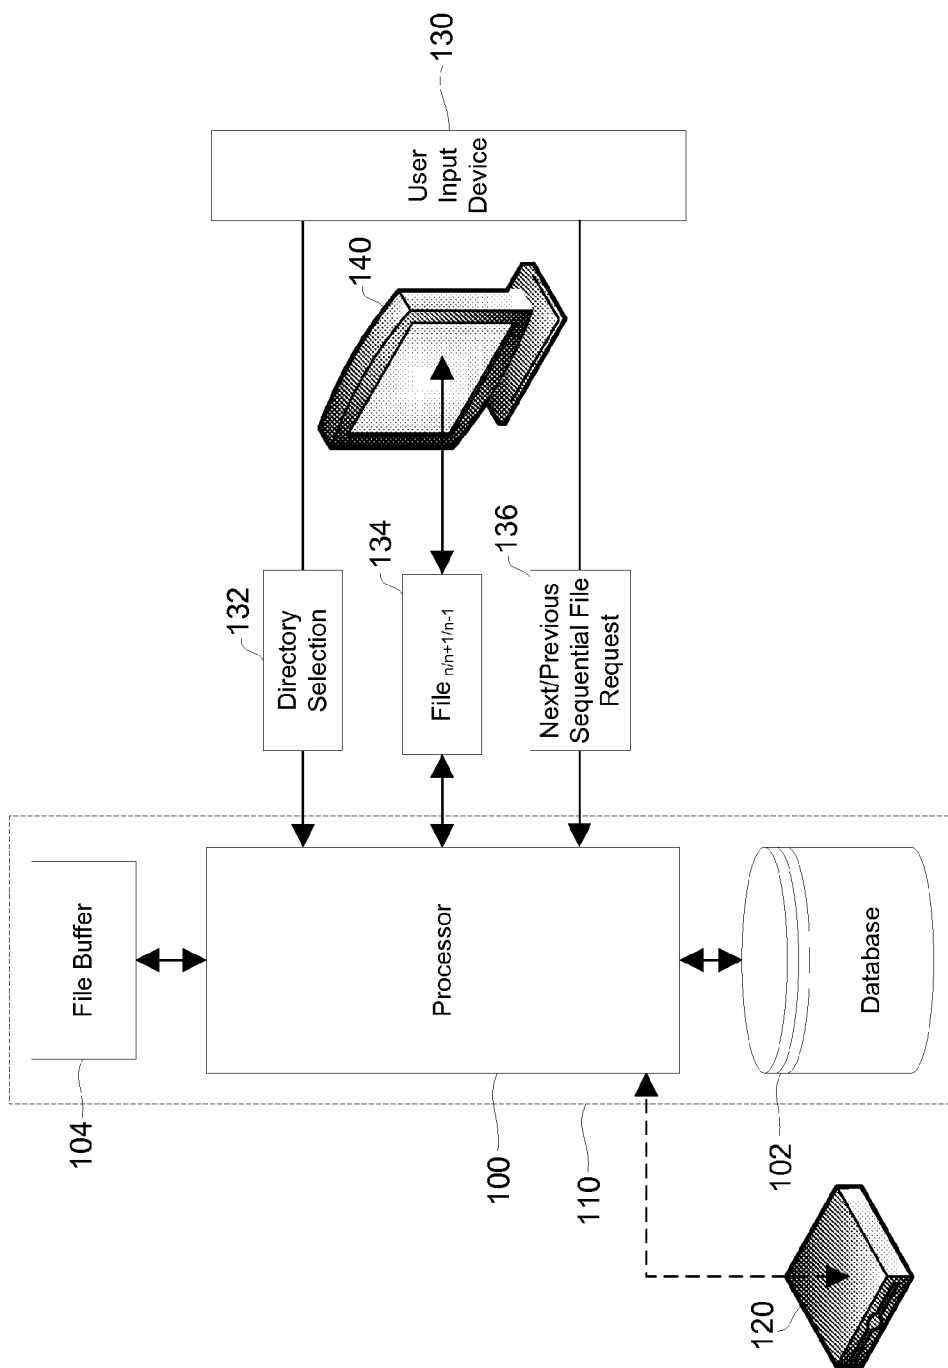 130
User
Input
Device
140
132
Directory
Selection
134
File n/n+1/n-1
136
Next/Previous
Sequential File
Request
File Buffer
104
Processor
100
110
Database
102
120